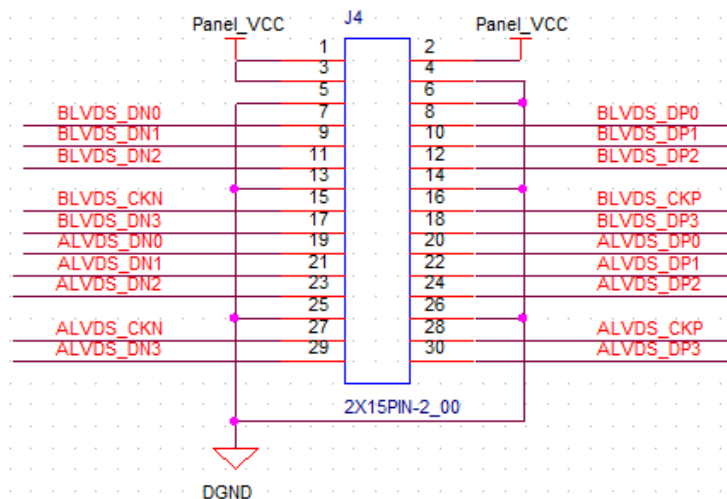 J4
Panel_VCC Panel_VCC
1 2
3 4
5 6
BLVDS_DN0 7 8 BLVDS_DP0
BLVDS_DN1 9 10 BLVDS_DP1
BLVDS_DN2 11 12 BLVDS_DP2
13 14
BLVDS_CKN 15 16 BLVDS_CKP
BLVDS_DN3 17 18 BLVDS_DP3
ALVDS_DN0 19 20 ALVDS_DP0
ALVDS_DN1 21 22 ALVDS_DP1
ALVDS_DN2 23 24 ALVDS_DP2
25 26
ALVDS_CKN 27 28 ALVDS_CKP
ALVDS_DN3 29 30 ALVDS_DP3
2X15PIN-2_00
DGND